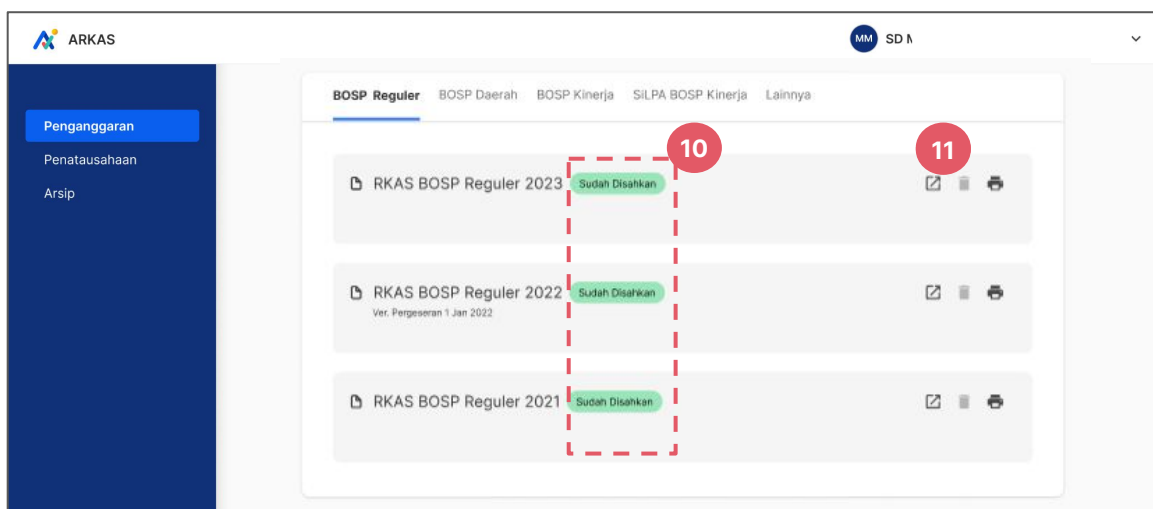 ARKAS
MM SD
Penganggaran
Penatausahaan
Arsip
BOSP Reguler BOSP Daerah BOSP Kinerja SiLPA BOSP Kinerja Lainnya
10
11
RKAS BOSP Reguler 2023 Sudah Disahkan
RKAS BOSP Reguler 2022 Sudah Disahkan
Ver. Pergeseran 1 Jan 2022
RKAS BOSP Reguler 2021 Sudah Disahkan